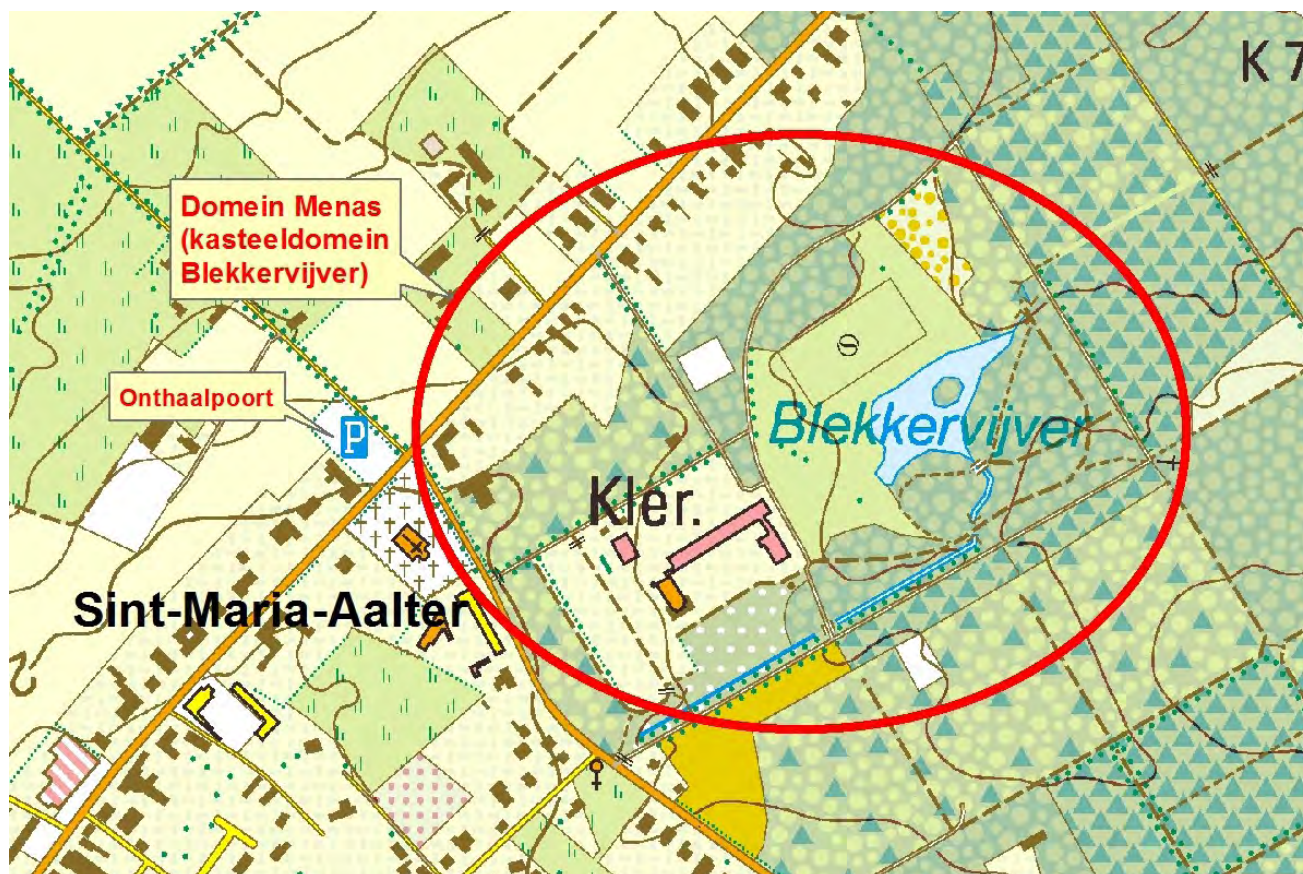 K 7
Domein Menas
(kasteeldomein
Blekkervijver)
Onthaalpoort
P
Blekkervijver
Kler.
Sint-Maria-Aalter